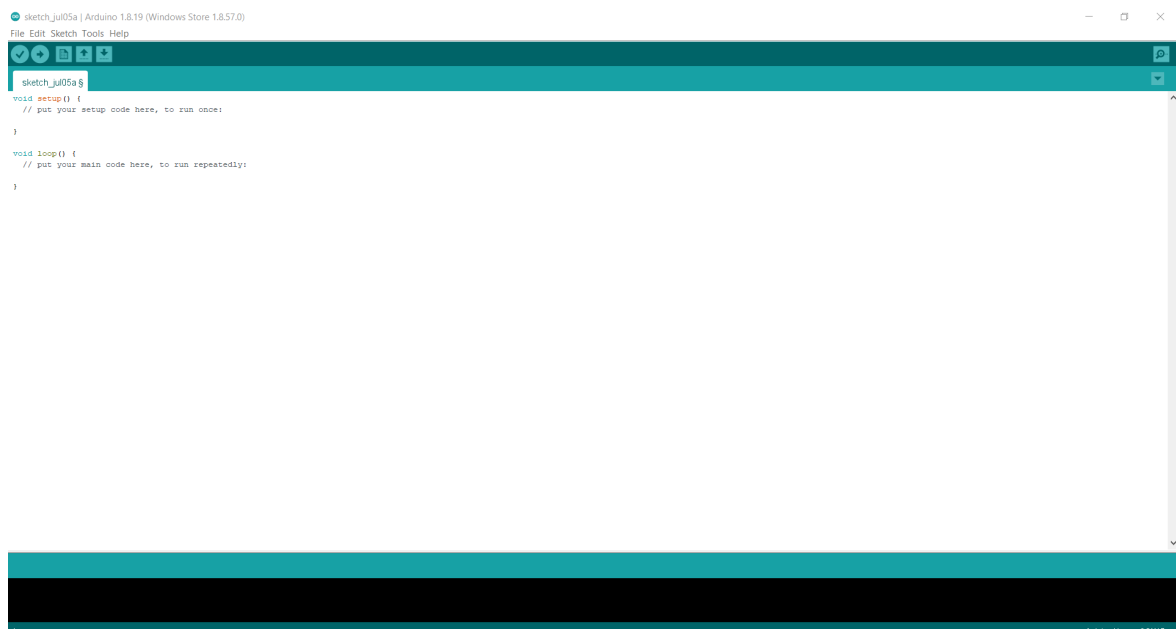 sketch_jul05a | Arduino 1.8.19 (Windows Store 1.8.57.0)
File Edit Sketch Tools Help
sketch_jul05a §
void setup() {
  // put your setup code here, to run once:
}
void loop() {
  // put your main code here, to run repeatedly:
}